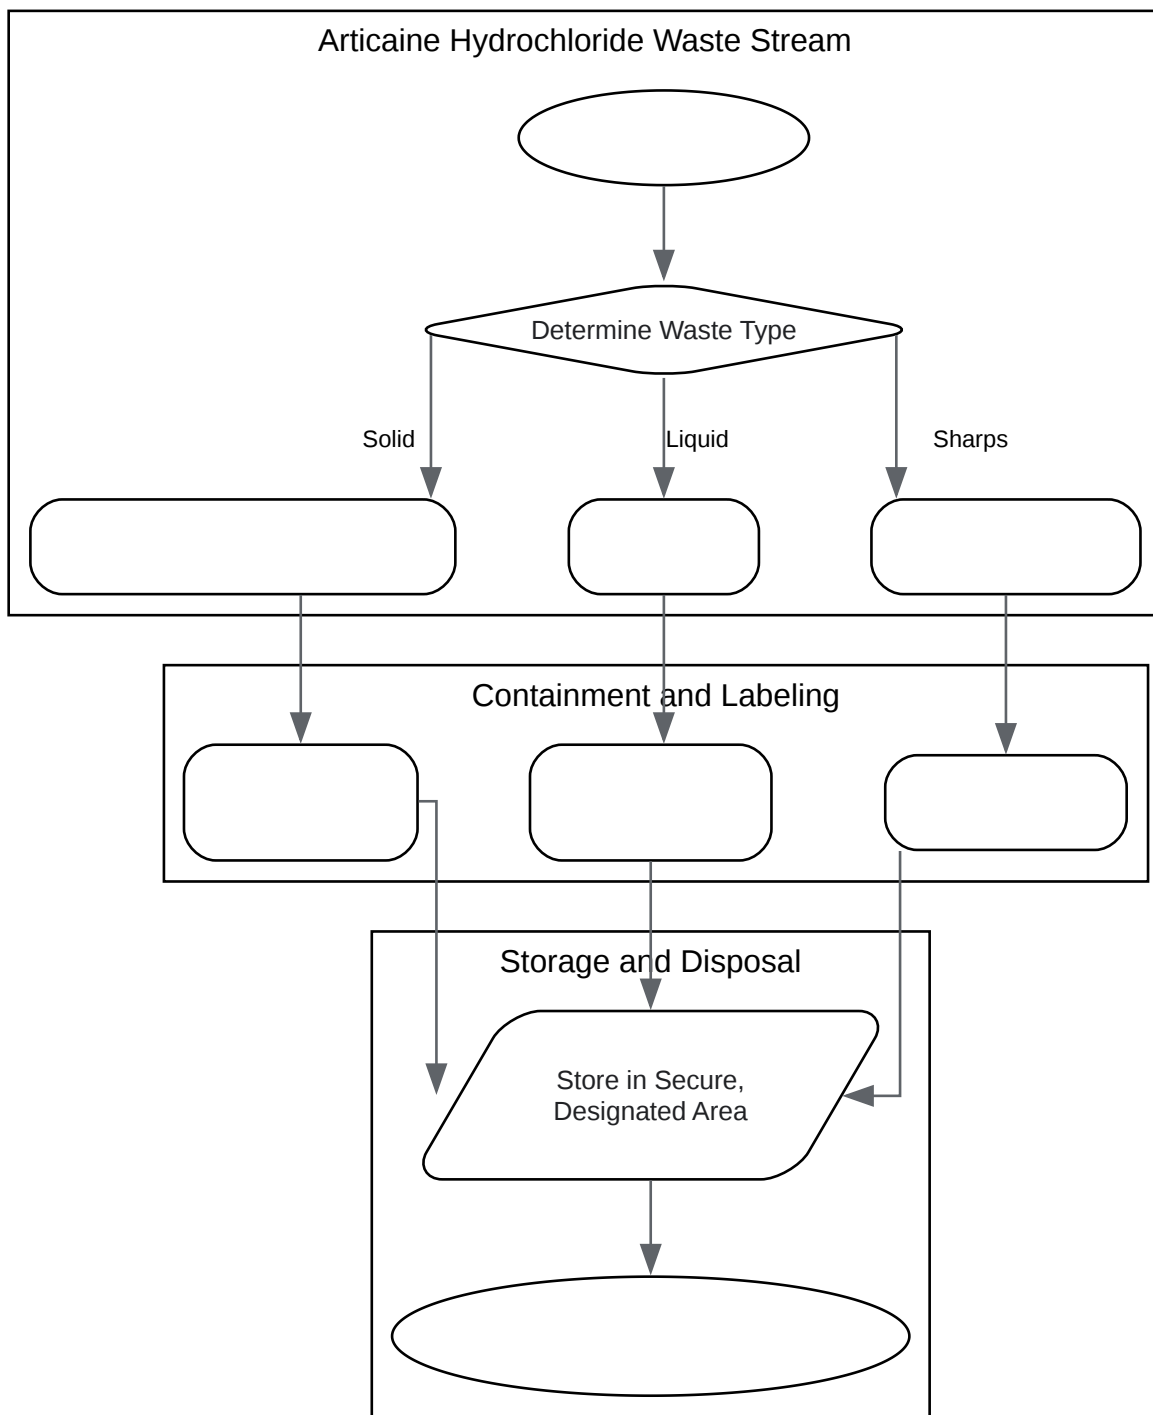 Articaine Hydrochloride Waste Stream
Determine Waste Type
Solid
Liquid
Sharps
Containment and Labeling
Storage and Disposal
Store in Secure,
Designated Area